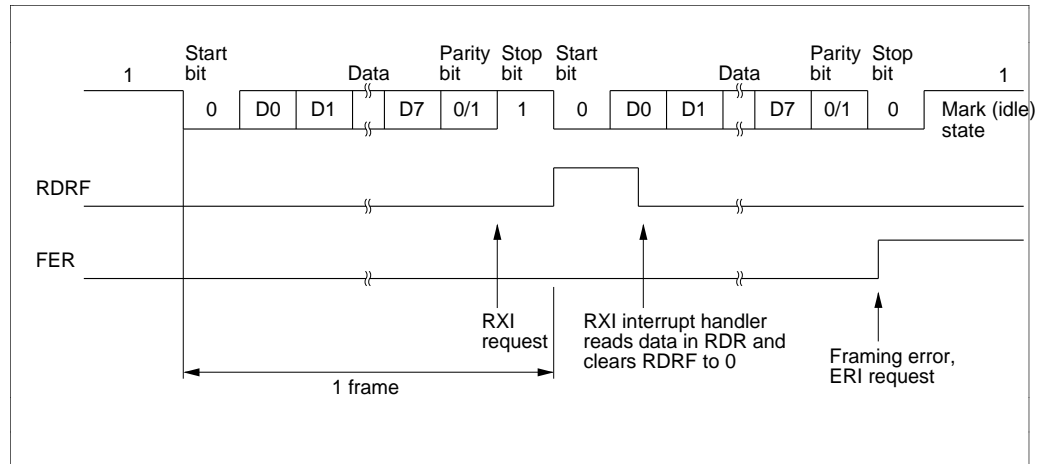 Start Parity Stop Start Parity Stop
1 bit Data bit bit bit Data bit bit 1
0 D0 D1 D7 0/1 1 0 D0 D1 D7 0/1 0 Mark (idle)
state
RDRF
FER
RXI RXI interrupt handler
request reads data in RDR and
clears RDRF to 0 Framing error,
ERI request
1 frame